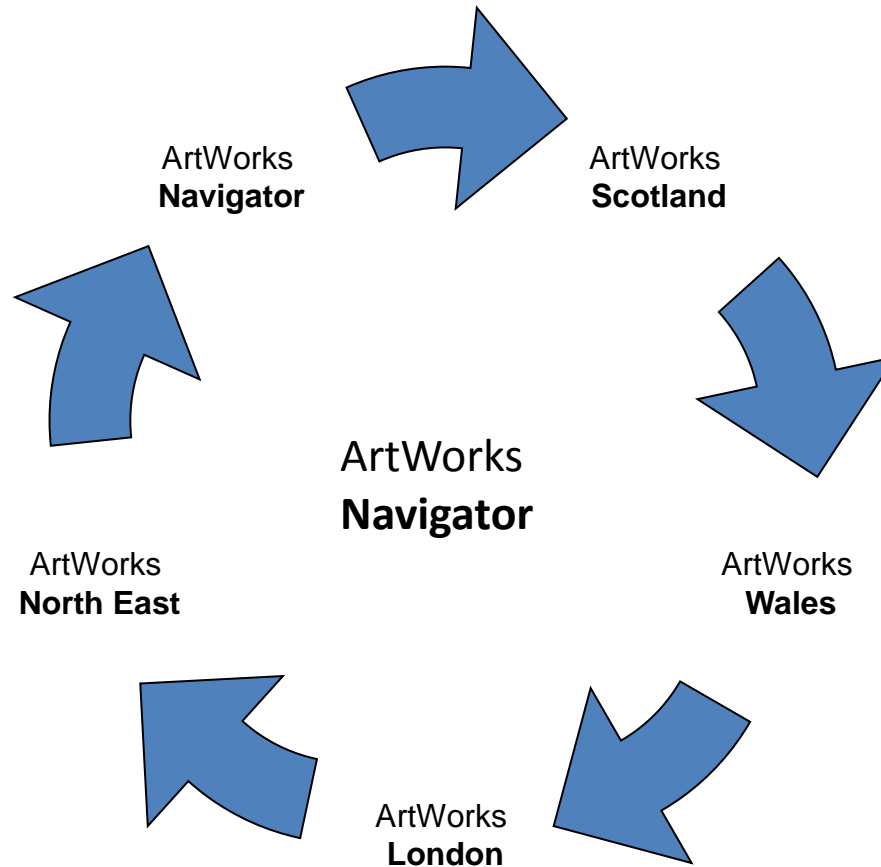 ArtWorks
Navigator
ArtWorks
Scotland
ArtWorks
Navigator
ArtWorks
North East
ArtWorks
Wales
ArtWorks
London